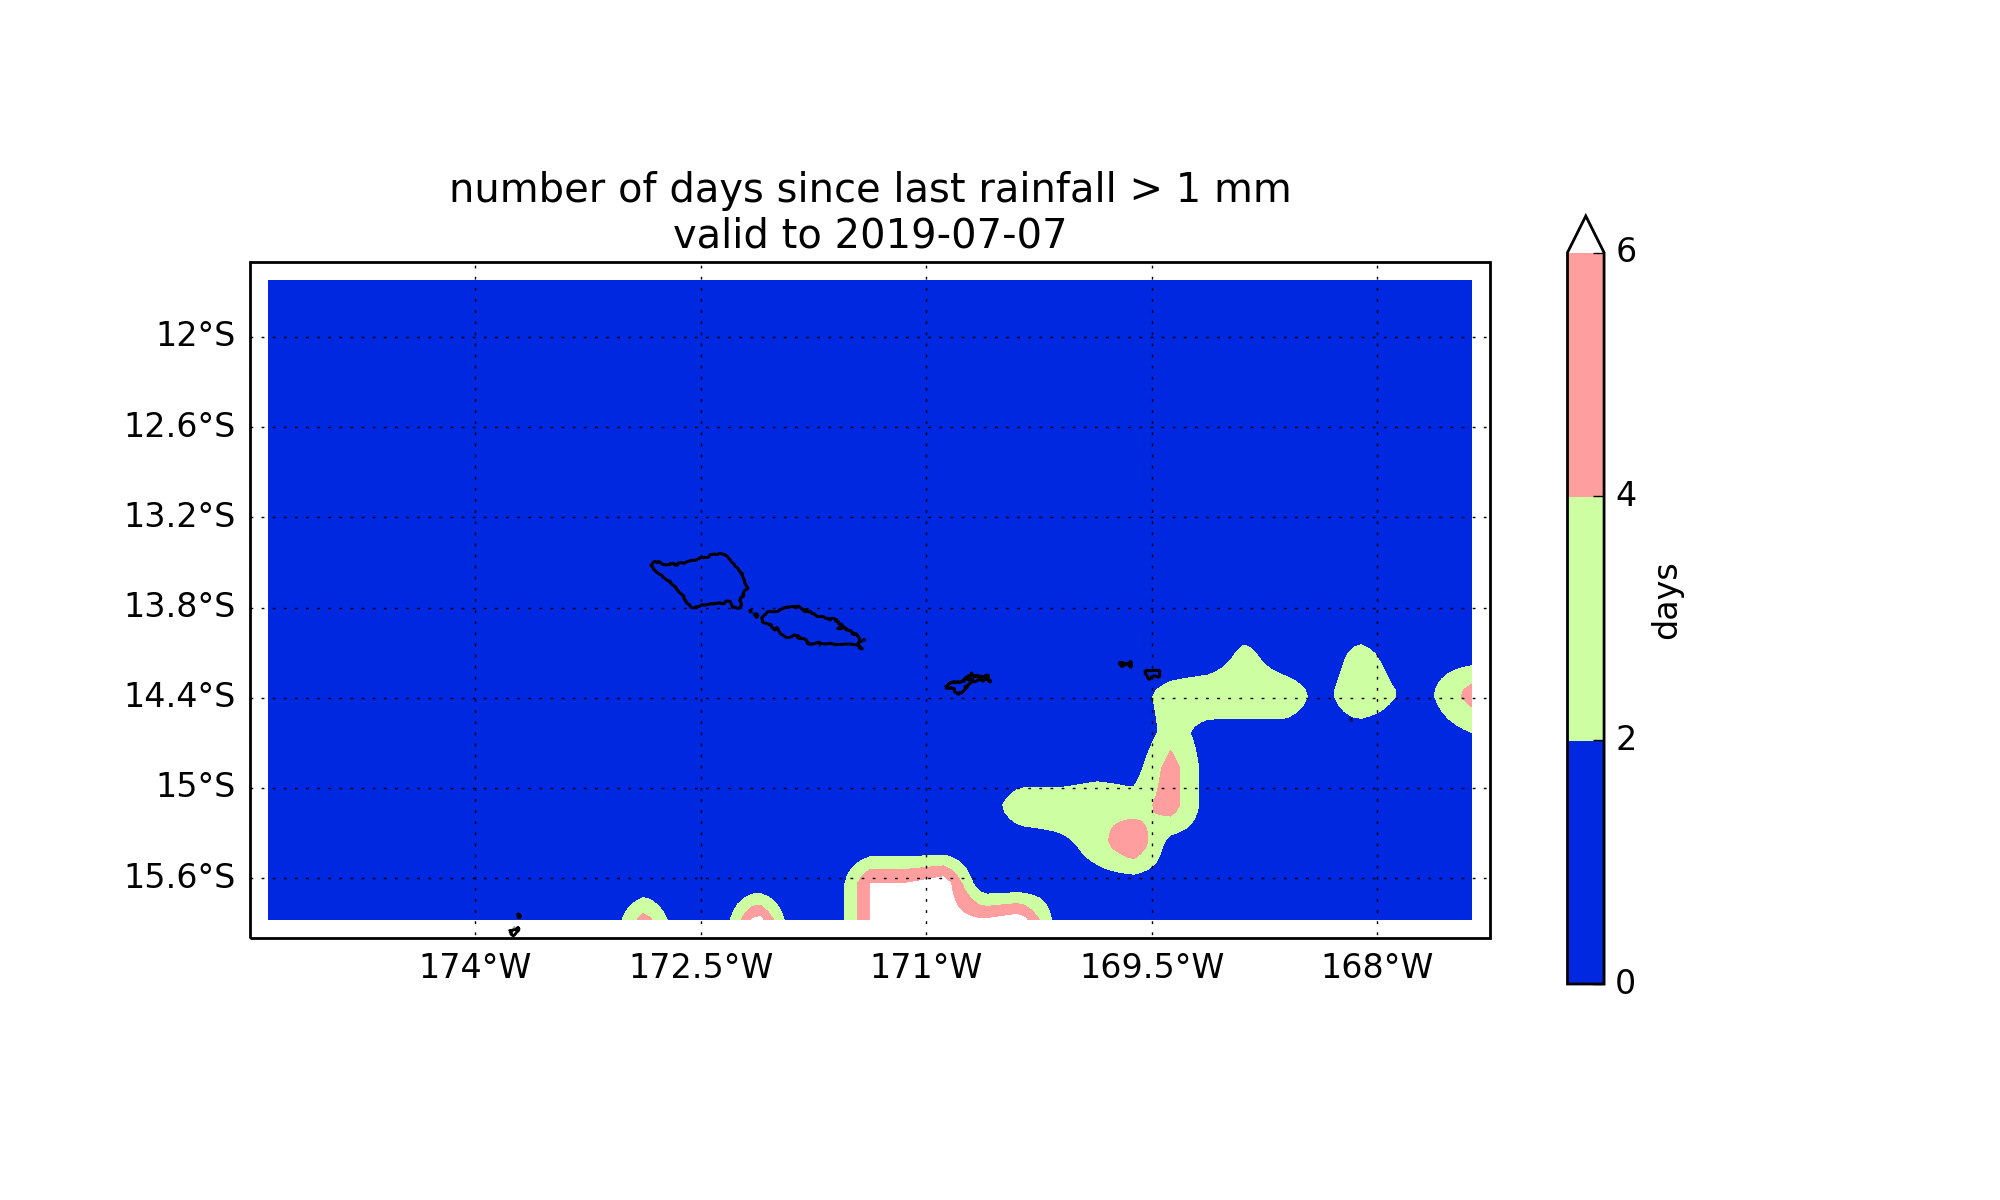 number of days since last rainfall > 1 mm
valid to 2019-07-07
12°S
12.6°S
13.2°S
13.8°S
14.4°S
15°S
15.6°S
174°W 172.5°W 171°W 169.5°W 168°W
6
4
2
0
days